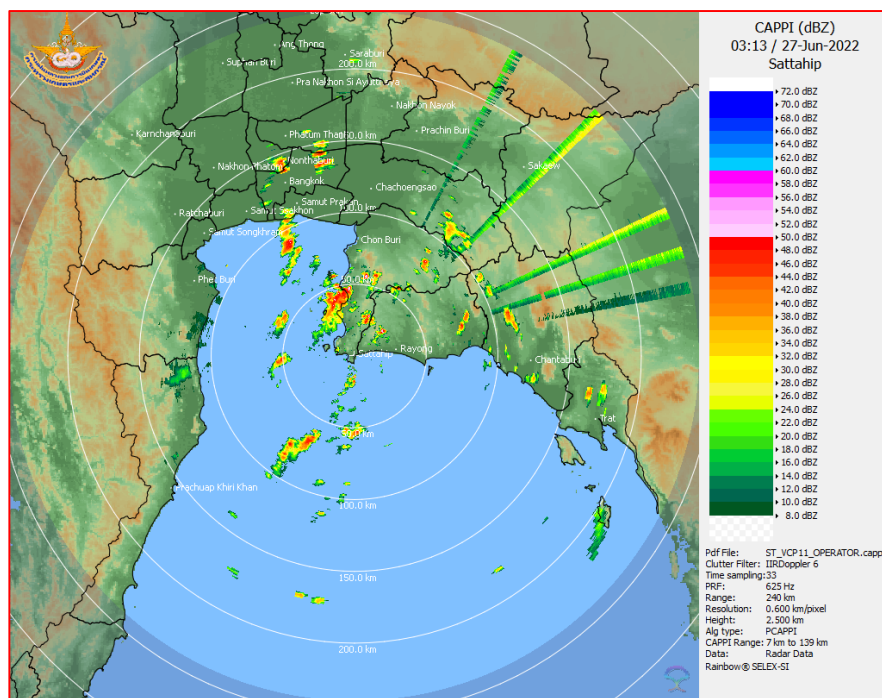 CAPPI (dBZ)
03:13 / 27-Jun-2022
Sattahip
72.0 dBZ
70.0 dBZ
68.0 dBZ
66.0 dBZ
64.0 dBZ
62.0 dBZ
60.0 dBZ
58.0 dBZ
56.0 dBZ
54.0 dBZ
52.0 dBZ
50.0 dBZ
48.0 dBZ
46.0 dBZ
44.0 dBZ
42.0 dBZ
40.0 dBZ
38.0 dBZ
36.0 dBZ
34.0 dBZ
32.0 dBZ
30.0 dBZ
28.0 dBZ
26.0 dBZ
24.0 dBZ
22.0 dBZ
20.0 dBZ
18.0 dBZ
16.0 dBZ
14.0 dBZ
12.0 dBZ
10.0 dBZ
8.0 dBZ
Pdf File: ST_VCP11_OPERATOR.capp
Clutter Filter: IIRDoppler 6
Time sampling:33
PRF: 625 Hz
Range: 240 km
Resolution: 0.600 km/pixel
Height: 2.500 km
Alg type: PCAPPI
CAPPI Range: 7 km to 139 km
Data: Radar Data
Rainbow® SELEX-SI
Ang Thong
Saraburi
Suphan Buri
200.0 km
Pra Nakhon Si Ayutthaya
Nakhon Nayok
Karnchanaburi
Phatum Thani
Prachin Buri
Nakhon Phatom
Nonthaburi
Bangkok
Chachoengsao
Samut Prakan
Ratchaburi
Samut Songkhram
Chon Buri
Phet Buri
Sattahip
Rayong
Chantaburi
Trat
Prachuap Khiri Khan
100.0 km
150.0 km
200.0 km